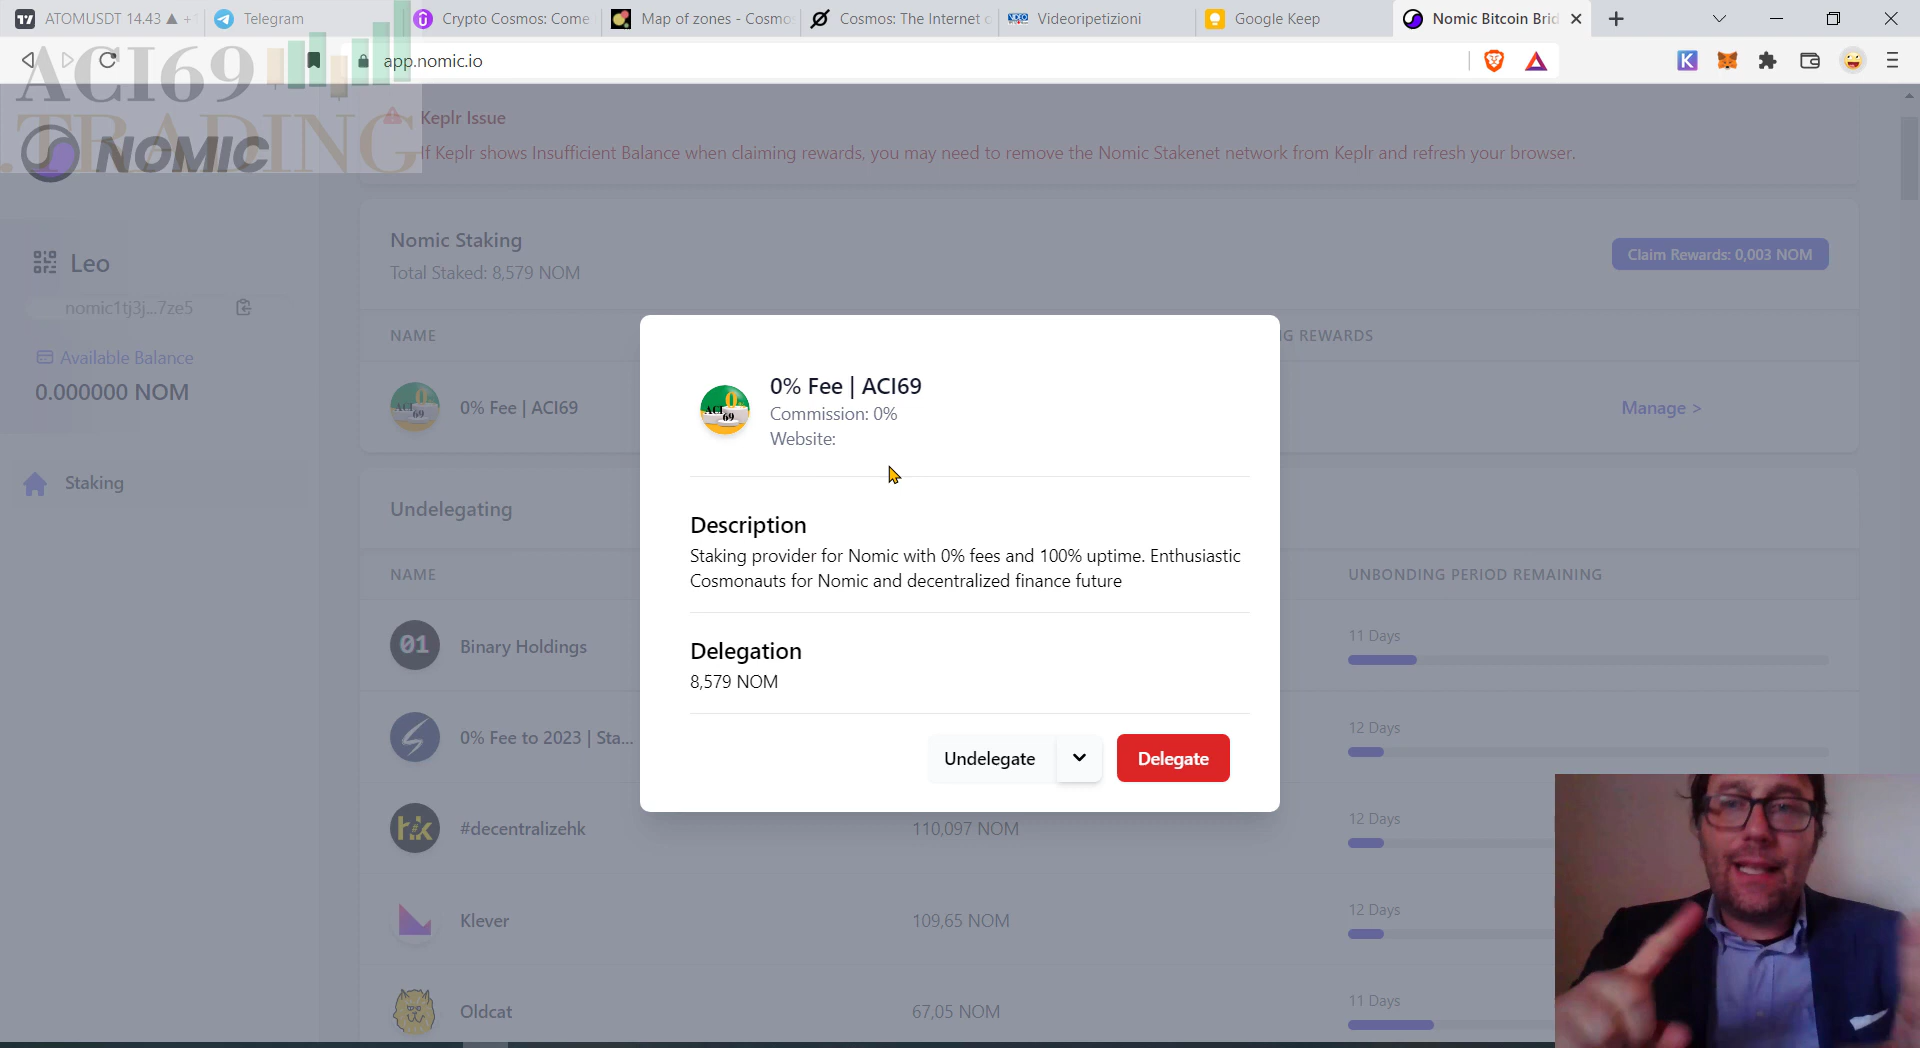 ATOMUSDT 14.43 ▲ +
Telegram
Crypto Cosmos: Come
Map of zones - Cosmo
Cosmos: The Internet
Videoripetizioni
Google Keep
Nomic Bitcoin Brid
app.nomic.io
ACI69
.TRADING
NOMIC
Keplr Issue
If Keplr shows Insufficient Balance when claiming rewards, you may need to remove the Nomic Stakenet network from Keplr and refresh your browser.
Leo
nomic1tj3j...7ze5
Available Balance
0.000000 NOM
Staking
Nomic Staking
Total Staked: 8,579 NOM
Claim Rewards: 0,003 NOM
NAME
G REWARDS
0% Fee | ACI69
Manage >
Undelegating
NAME
UNBONDING PERIOD REMAINING
Binary Holdings
11 Days
0% Fee to 2023 | Sta...
12 Days
#decentralizehk
110,097 NOM
12 Days
Klever
109,65 NOM
12 Days
Oldcat
67,05 NOM
11 Days
0% Fee | ACI69
Commission: 0%
Website:
Description
Staking provider for Nomic with 0% fees and 100% uptime. Enthusiastic
Cosmonauts for Nomic and decentralized finance future
Delegation
8,579 NOM
Undelegate
Delegate